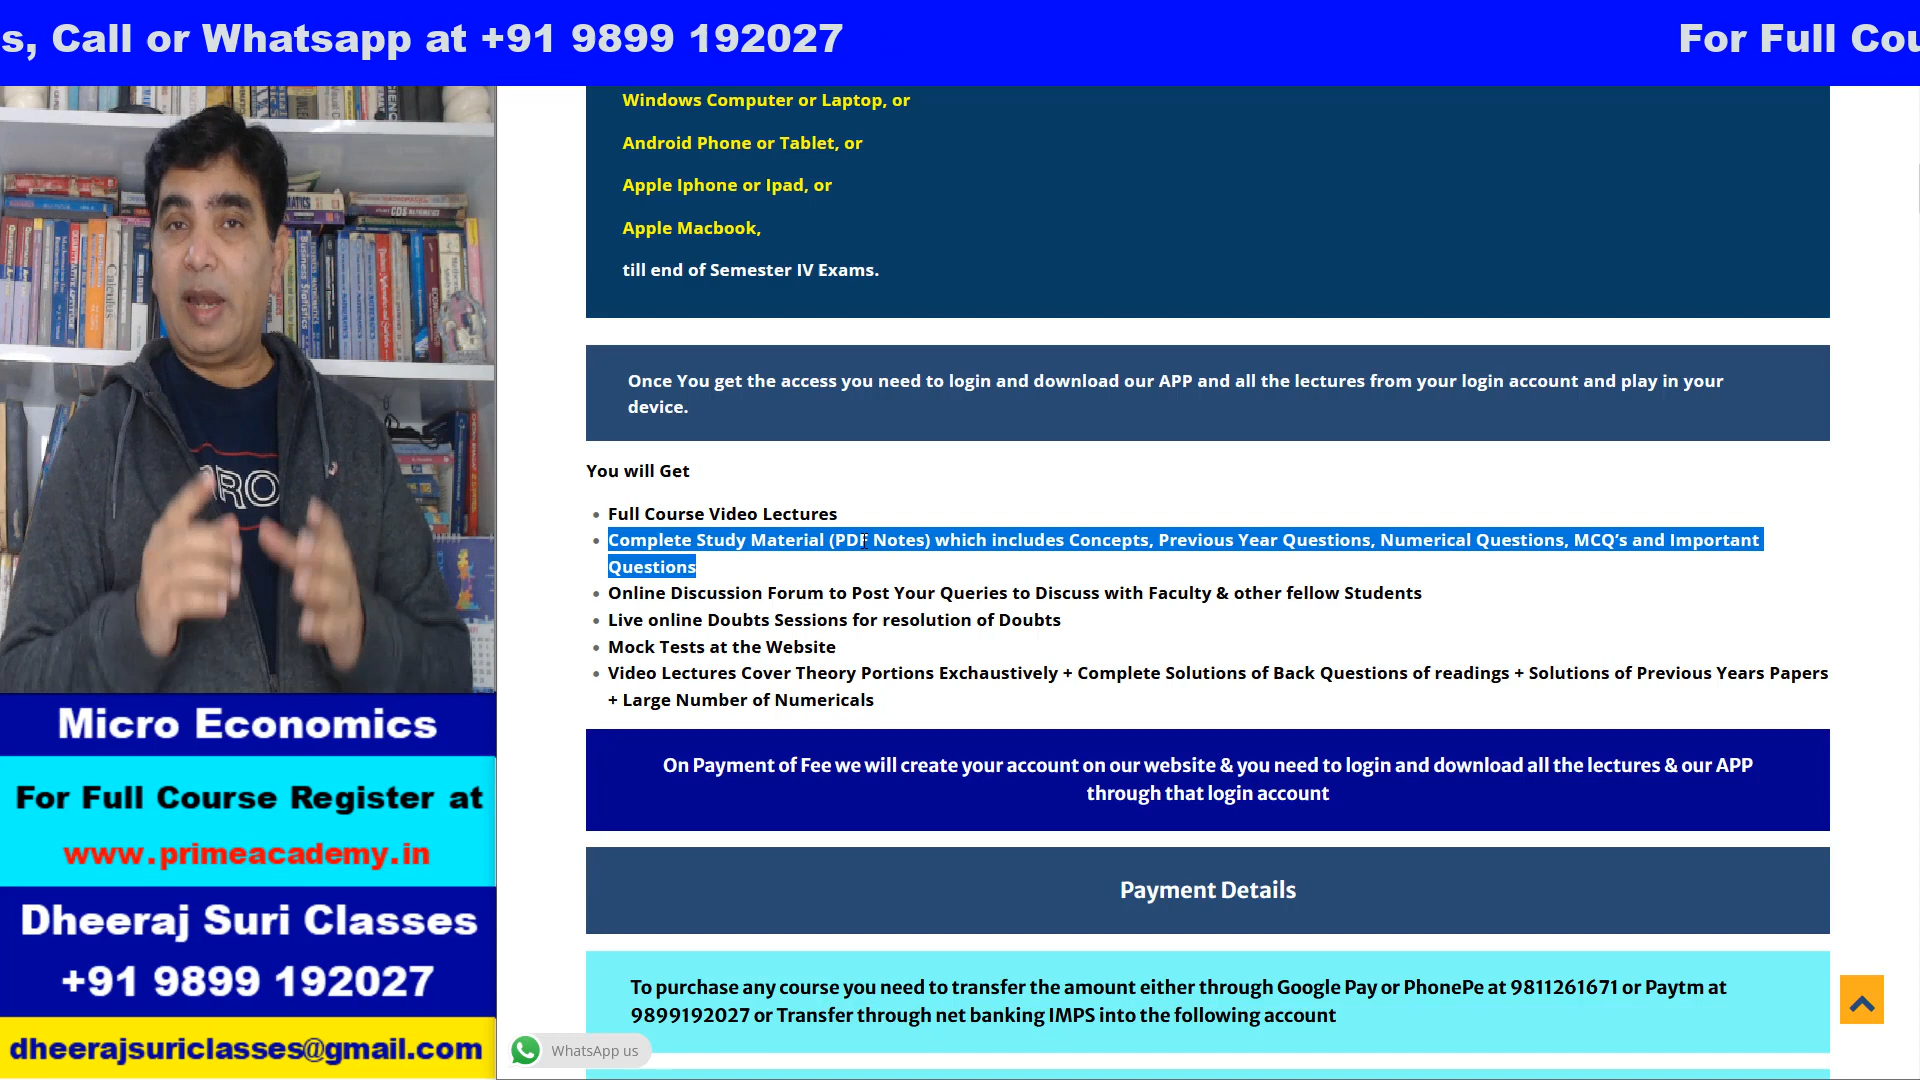 s, Call or Whatsapp at +91 9899 192027
For Full Cou
Windows Computer or Laptop, or
Android Phone or Tablet, or
Apple Iphone or Ipad, or
Apple Macbook,
till end of Semester IV Exams.
Once You get the access you need to login and download our APP and all the lectures from your login account and play in your
device.
You will Get
Full Course Video Lectures
Complete Study Material (PDF Notes) which includes Concepts, Previous Year Questions, Numerical Questions, MCQ's and Important
Questions
Online Discussion Forum to Post Your Queries to Discuss with Faculty & other fellow Students
Live online Doubts Sessions for resolution of Doubts
Mock Tests at the Website
Video Lectures Cover Theory Portions Exchaustively + Complete Solutions of Back Questions of readings + Solutions of Previous Years Papers
+ Large Number of Numericals
On Payment of Fee we will create your account on our website & you need to login and download all the lectures & our APP
through that login account
Payment Details
To purchase any course you need to transfer the amount either through Google Pay or PhonePe at 9811261671 or Paytm at
9899192027 or Transfer through net banking IMPS into the following account
WhatsApp us
Micro Economics
For Full Course Register at
www.primeacademy.in
Dheeraj Suri Classes
+91 9899 192027
dheerajsuriclasses@gmail.com